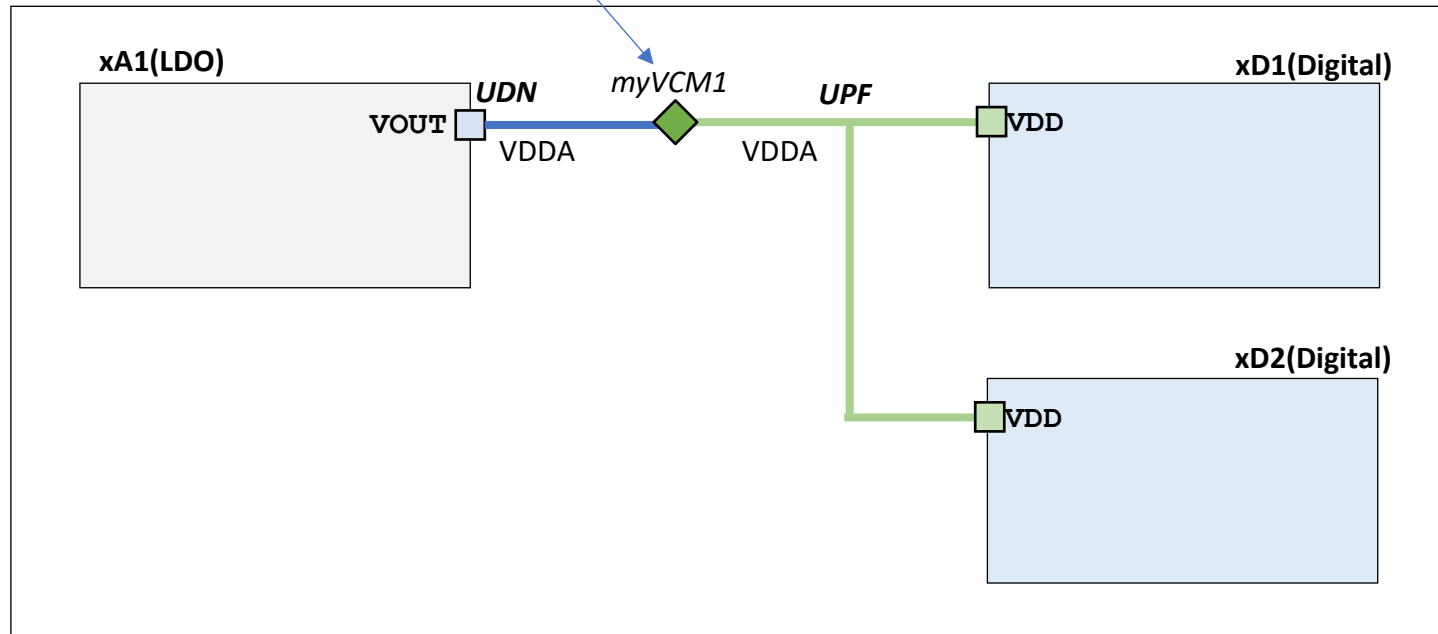 xA1(LDO)
xD1(Digital)
UDN
myVCM1
UPF
VOUT
VDD
VDDA
VDDA
xD2(Digital)
VDD